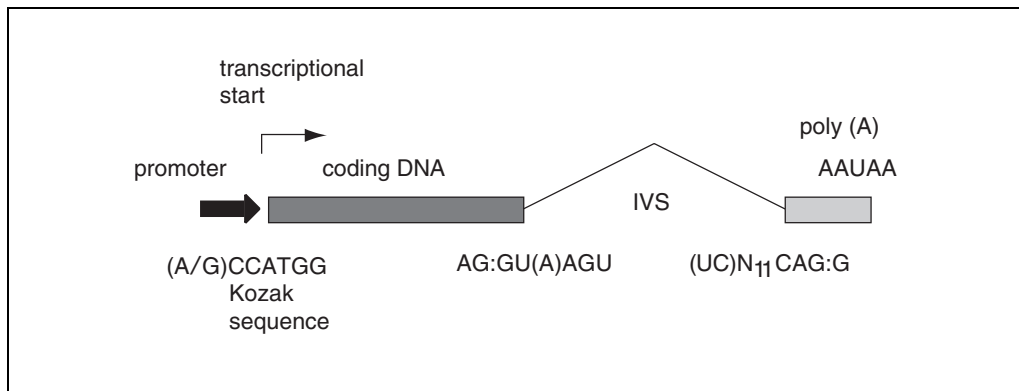 transcriptional
start
poly (A)
promoter
coding DNA
AAUAA
IVS
(A/G)CCATGG
AG:GU(A)AGU
(UC)N11CAG:G
Kozak
sequence